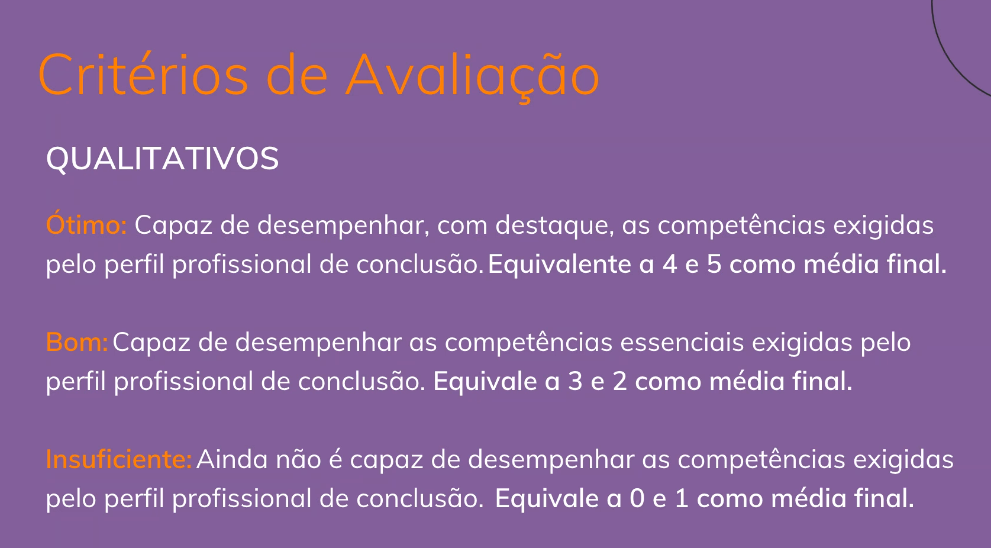 Critérios de Avaliação
QUALITATIVOS
Ótimo: Capaz de desempenhar, com destaque, as competências exigidas
pelo perfil profissional de conclusão. Equivalente a 4 e 5 como média final.
Bom: Capaz de desempenhar as competências essenciais exigidas pelo
perfil profissional de conclusão. Equivale a 3 e 2 como média final.
Insuficiente: Ainda não é capaz de desempenhar as competências exigidas
pelo perfil profissional de conclusão. Equivale a 0 e 1 como média final.